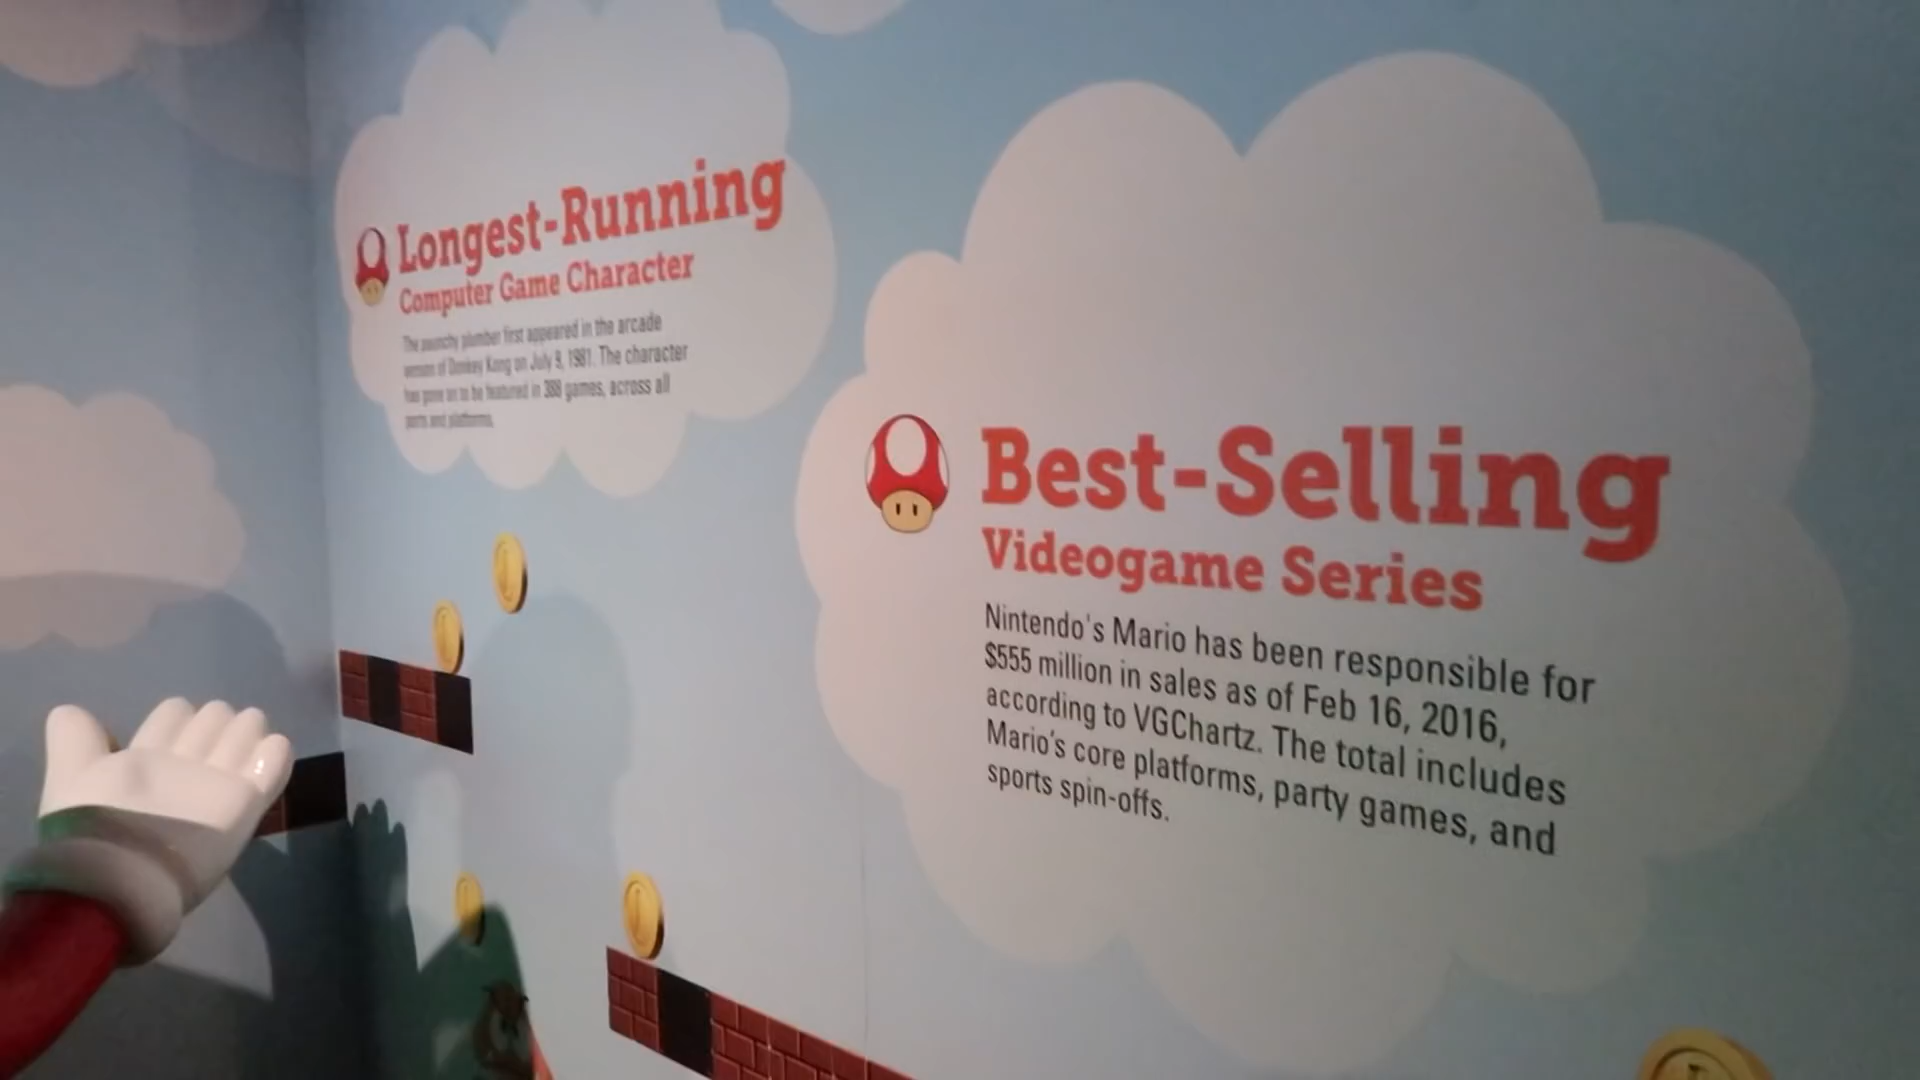 Longest-Running
Computer Game Character
The paunchy plumber first appeared in the arcade
version of Donkey Kong on July 9, 1981. The character
has gone on to be featured in 388 games, across all
ports and platforms.
Best-Selling
Videogame Series
Nintendo's Mario has been responsible for
$555 million in sales as of Feb 16, 2016,
according to VGChartz. The total includes
Mario's core platforms, party games, and
sports spin-offs.